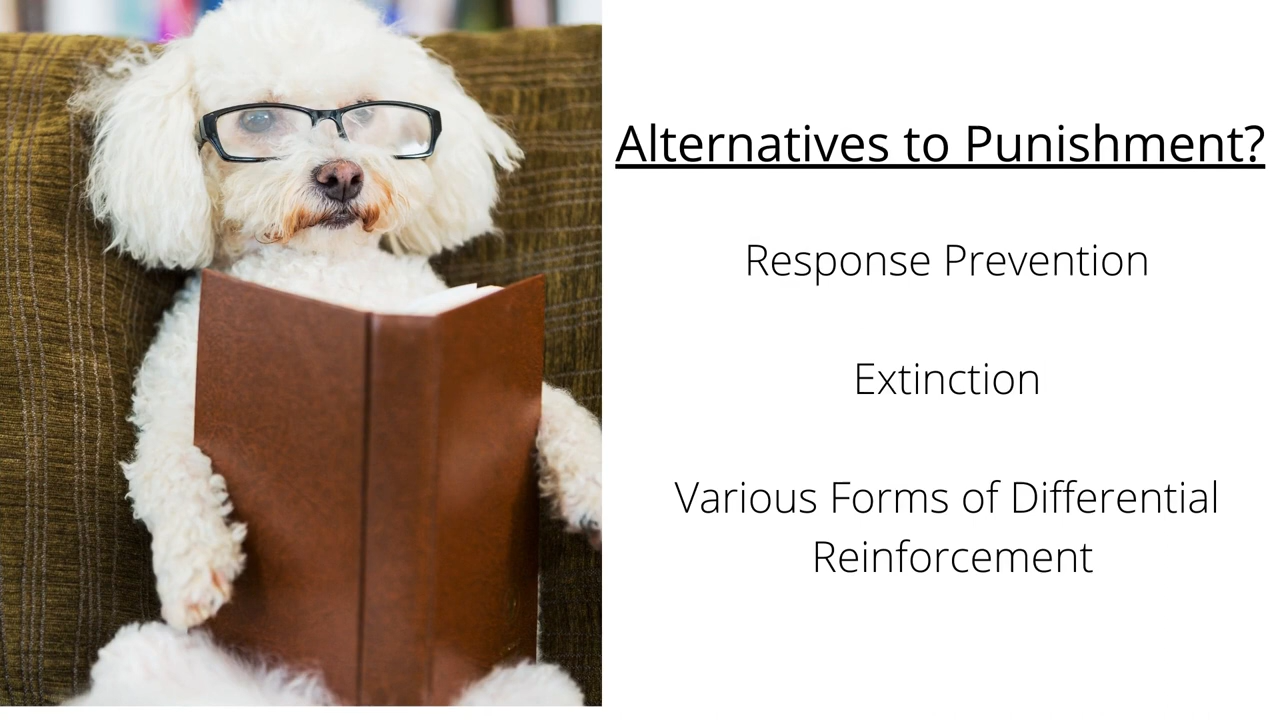 Alternatives to Punishment?
Response Prevention
Extinction
Various Forms of Differential
Reinforcement